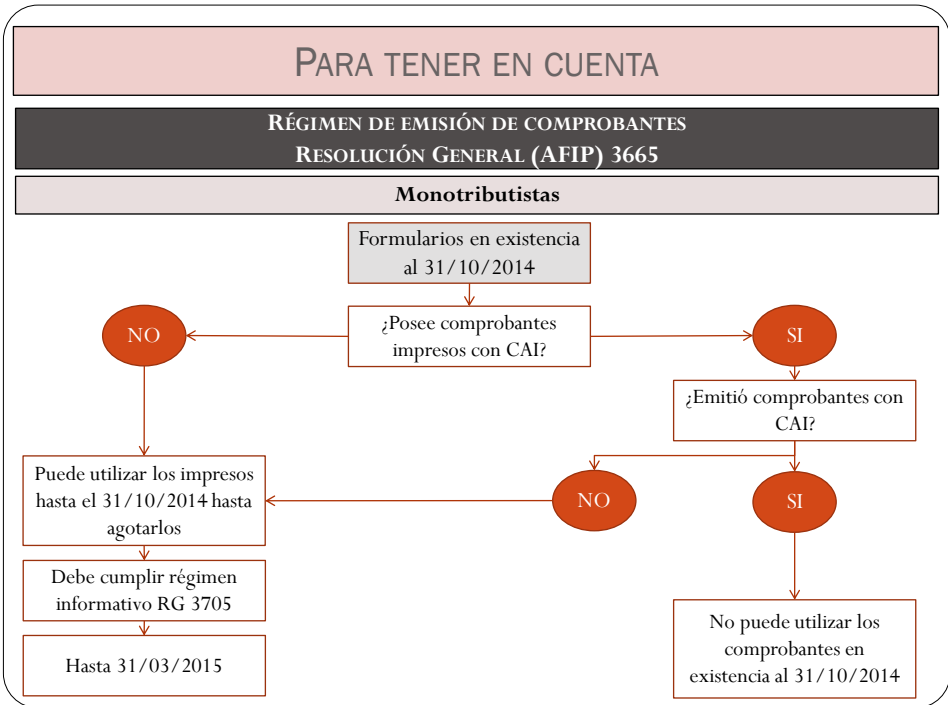 PARA TENER EN CUENTA
RÉGIMEN DE EMISIÓN DE COMPROBANTES
RESOLUCIÓN GENERAL (AFIP) 3665
Monotributistas
Formularios en existencia
al 31/10/2014
NO
¿Posee comprobantes
impresos con CAI?
SI
¿Emitió comprobantes con
CAI?
Puede utilizar los impresos
hasta el 31/10/2014 hasta
agotarlos
NO
SI
Debe cumplir régimen
informativo RG 3705
Hasta 31/03/2015
No puede utilizar los
comprobantes en
existencia al 31/10/2014